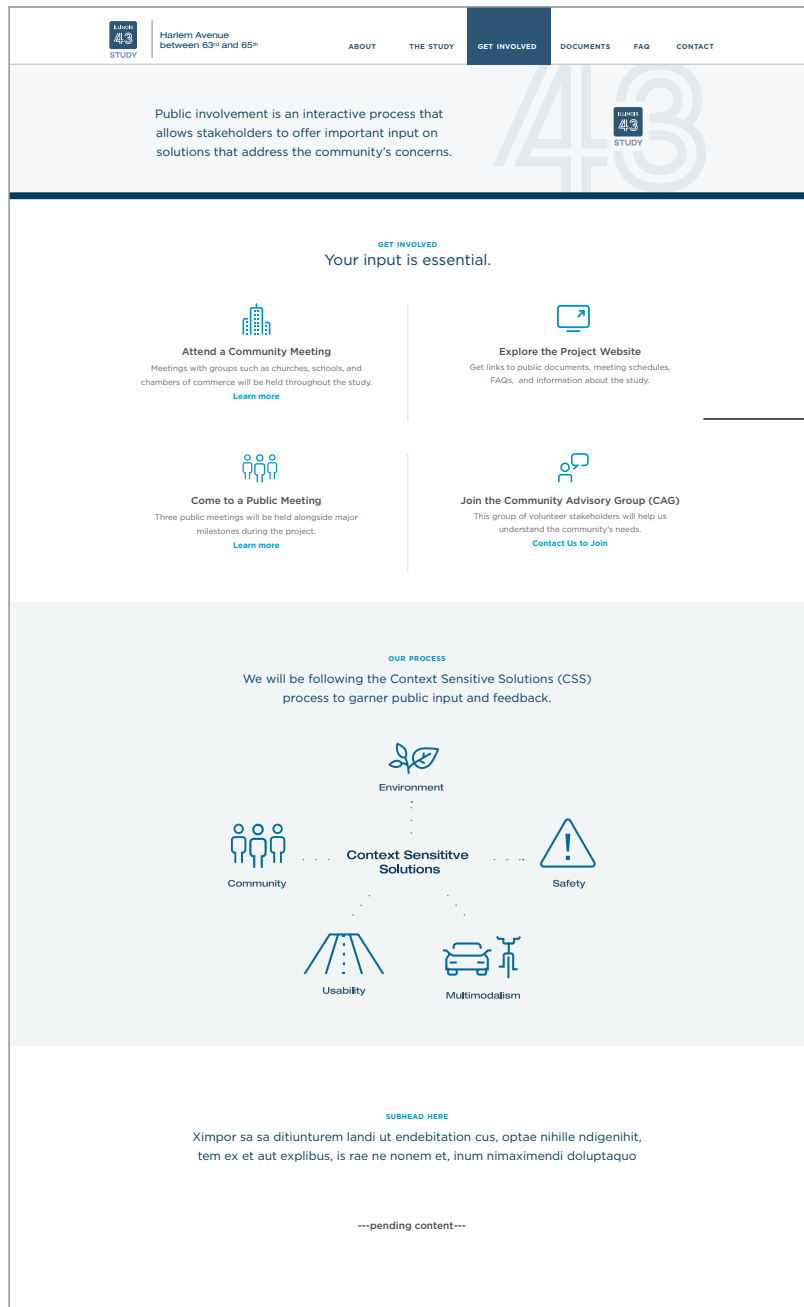 ILLINOIS
43
STUDY
Harlem Avenue
between 63rd and 65th
ABOUT
THE STUDY
GET INVOLVED
DOCUMENTS
FAQ
CONTACT
Public involvement is an interactive process that
allows stakeholders to offer important input on
solutions that address the community's concerns.
43
ILLINOIS
43
STUDY
GET INVOLVED
Your input is essential.
Attend a Community Meeting
Meetings with groups such as churches, schools, and
chambers of commerce will be held throughout the study.
Learn more
Explore the Project Website
Get links to public documents, meeting schedules,
FAQs, and information about the study.
Come to a Public Meeting
Three public meetings will be held alongside major
milestones during the project.
Learn more
Join the Community Advisory Group (CAG)
This group of volunteer stakeholders will help us
understand the community's needs.
Contact Us to Join
OUR PROCESS
We will be following the Context Sensitive Solutions (CSS)
process to garner public input and feedback.
Environment
Community
Context Sensititve
Solutions
Safety
Usability
Multimodalism
SUBHEAD HERE
Ximpor sa sa ditiunturem landi ut endebitation cus, optae nihille ndigenihit,
tem ex et aut explibus, is rae ne nonem et, inum nimaximendi doluptaquo
---pending content---